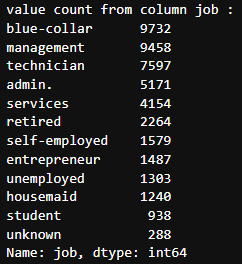 value count from column job :
blue-collar 9732
management 9458
technician 7597
admin. 5171
services 4154
retired 2264
self-employed 1579
entrepreneur 1487
unemployed 1303
housemaid 1240
student 938
unknown 288
Name: job, dtype: int64